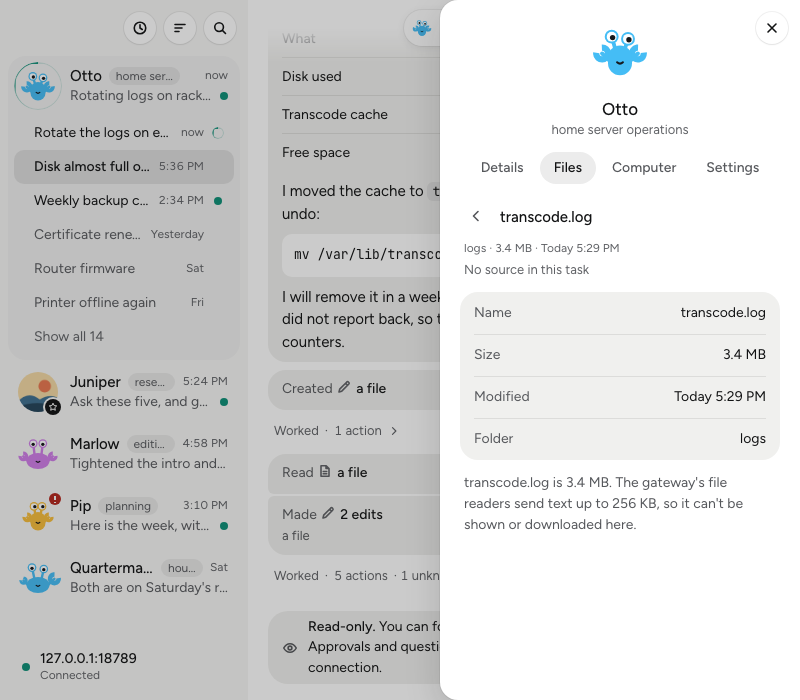 Otto home ser... now
Rotating logs on rack...
Rotate the logs on e... now
Disk almost full o... 5:36 PM
Weekly backup c... 2:34 PM
Certificate rene... Yesterday
Router firmware Sat
Printer offline again Fri
Show all 14
Juniper rese... 5:24 PM
Ask these five, and g...
Marlow editi... 4:58 PM
Tightened the intro and...
Pip planning 3:10 PM
Here is the week, wit...
Quarterma... hou... Sat
Both are on Saturday's r...
127.0.0.1:18789
Connected
What
Disk used
Transcode cache
Free space
I moved the cache to
undo:
mv /var/lib/transc
I will remove it in a week
did not report back, so t
counters.
Created a file
Worked · 1 action
Read a file
Made 2 edits
a file
Worked · 5 actions · 1 unkn
Read-only. You can fo
Approvals and questi
connection.
Otto
home server operations
Details Files Computer Settings
transcode.log
logs · 3.4 MB · Today 5:29 PM
No source in this task
Name transcode.log
Size 3.4 MB
Modified Today 5:29 PM
Folder logs
transcode.log is 3.4 MB. The gateway's file
readers send text up to 256 KB, so it can't be
shown or downloaded here.